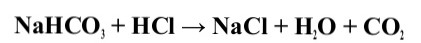 NaHCO₃ + HCl → NaCl + H₂O + CO₂